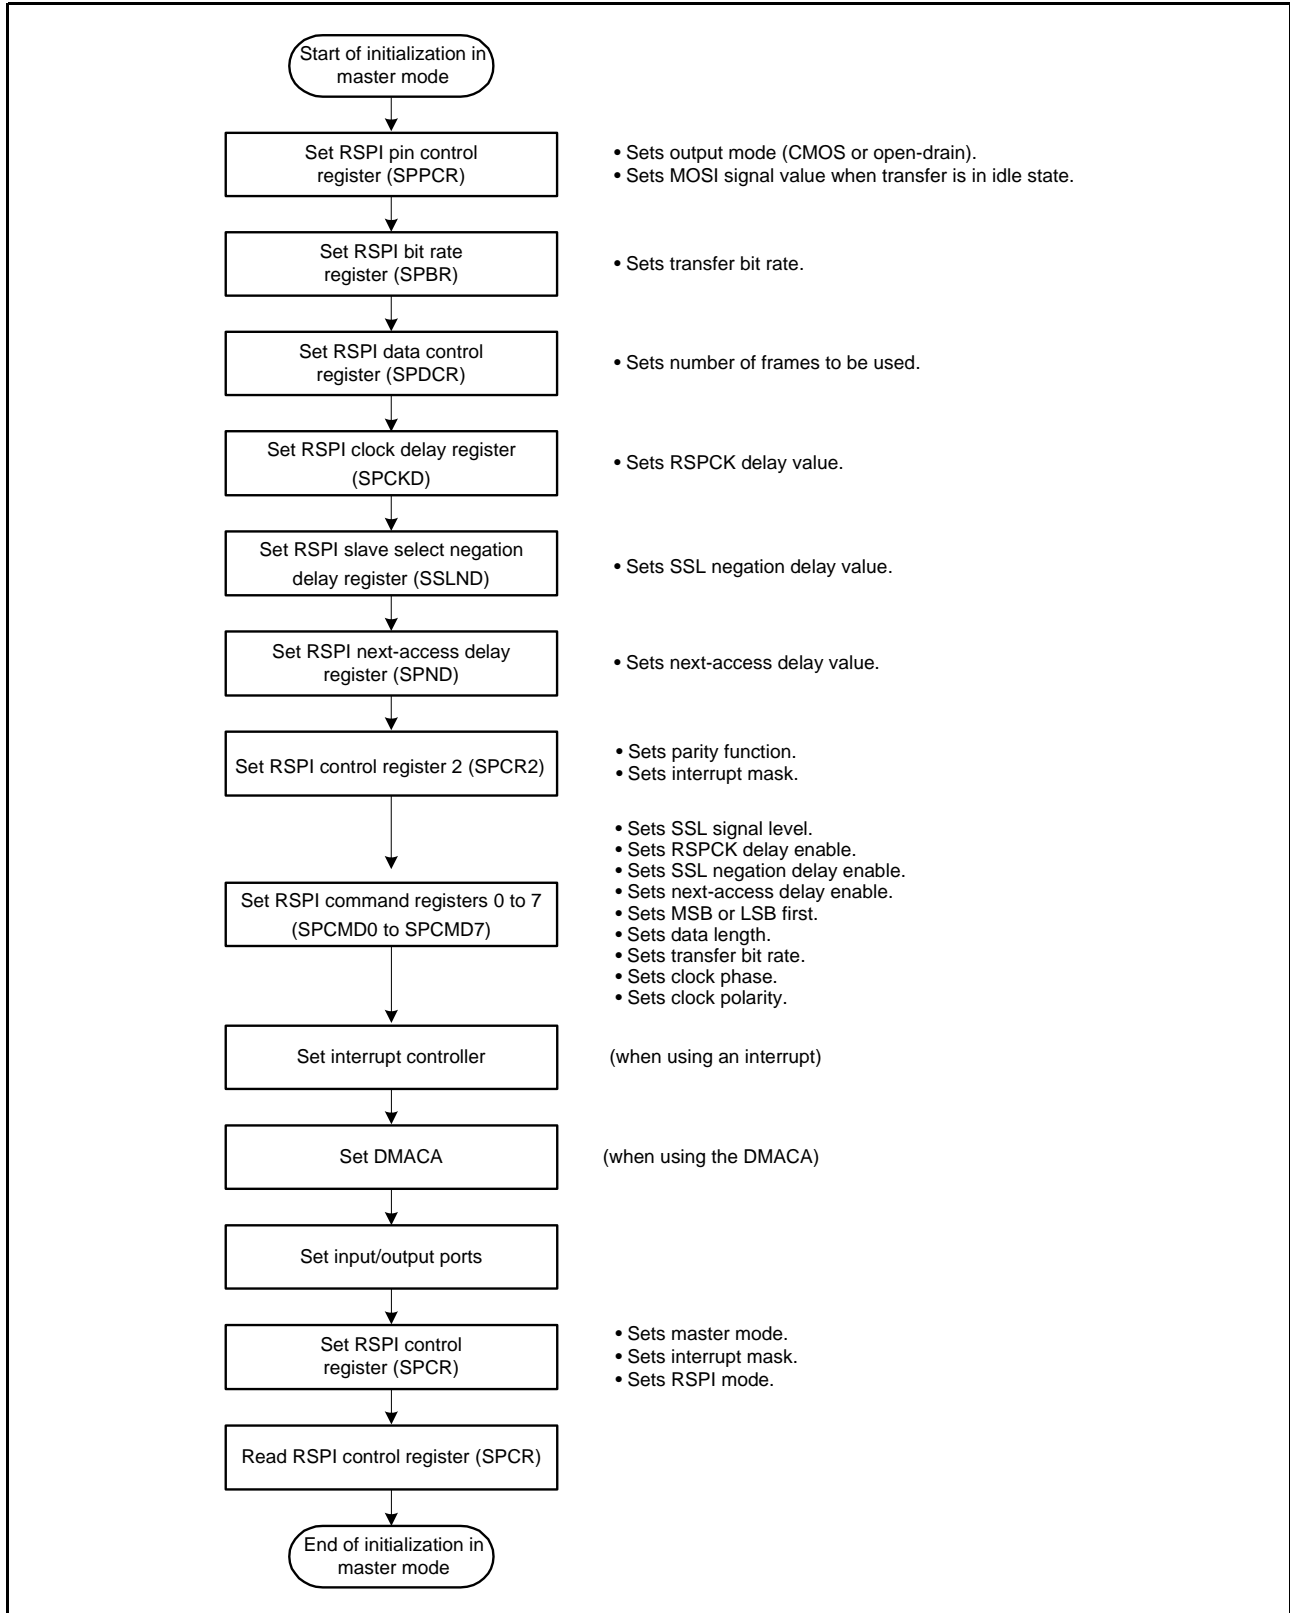 Start of initialization in
master mode
Set RSPI pin control
register (SPPCR)
• Sets output mode (CMOS or open-drain).
• Sets MOSI signal value when transfer is in idle state.
Set RSPI bit rate
register (SPBR)
• Sets transfer bit rate.
Set RSPI data control
register (SPDCR)
• Sets number of frames to be used.
Set RSPI clock delay register
(SPCKD)
• Sets RSPCK delay value.
Set RSPI slave select negation
delay register (SSLND)
• Sets SSL negation delay value.
Set RSPI next-access delay
register (SPND)
• Sets next-access delay value.
Set RSPI control register 2 (SPCR2)
• Sets parity function.
• Sets interrupt mask.
Set RSPI command registers 0 to 7
(SPCMD0 to SPCMD7)
• Sets SSL signal level.
• Sets RSPCK delay enable.
• Sets SSL negation delay enable.
• Sets next-access delay enable.
• Sets MSB or LSB first.
• Sets data length.
• Sets transfer bit rate.
• Sets clock phase.
• Sets clock polarity.
Set interrupt controller
(when using an interrupt)
Set DMACA
(when using the DMACA)
Set input/output ports
Set RSPI control
register (SPCR)
• Sets master mode.
• Sets interrupt mask.
• Sets RSPI mode.
Read RSPI control register (SPCR)
End of initialization in
master mode